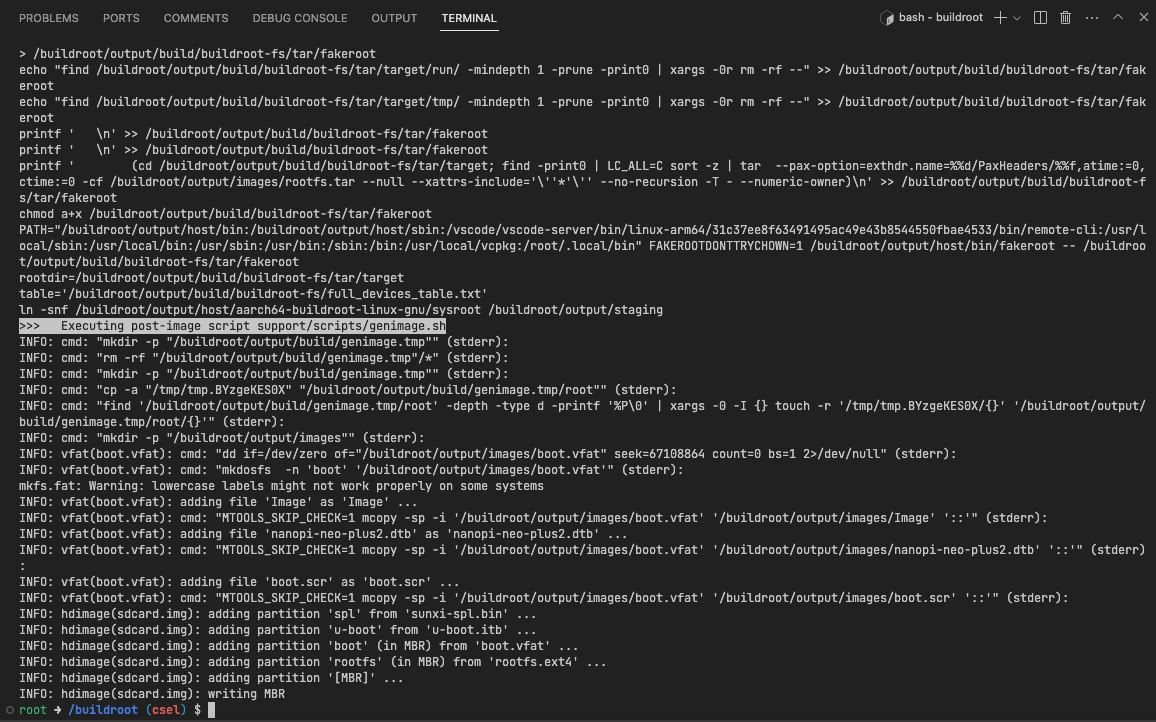 PROBLEMS PORTS COMMENTS DEBUG CONSOLE OUTPUT TERMINAL bash - buildroot
> /buildroot/output/build/buildroot-fs/tar/fakeroot
echo "find /buildroot/output/build/buildroot-fs/tar/target/run/ -mindepth 1 -prune -print0 | xargs -0r rm -rf --" >> /buildroot/output/build/buildroot-fs/tar/fak
eroot
echo "find /buildroot/output/build/buildroot-fs/tar/target/tmp/ -mindepth 1 -prune -print0 | xargs -0r rm -rf --" >> /buildroot/output/build/buildroot-fs/tar/fak
eroot
printf '   \n' >> /buildroot/output/build/buildroot-fs/tar/fakeroot
printf '   \n' >> /buildroot/output/build/buildroot-fs/tar/fakeroot
printf '        (cd /buildroot/output/build/buildroot-fs/tar/target; find -print0 | LC_ALL=C sort -z | tar  --pax-option=exthdr.name=%%d/PaxHeaders/%%f,atime:=0,
ctime:=0 -cf /buildroot/output/images/rootfs.tar --null --xattrs-include='\''*'\'' --no-recursion -T - --numeric-owner)\n' >> /buildroot/output/build/buildroot-f
s/tar/fakeroot
chmod a+x /buildroot/output/build/buildroot-fs/tar/fakeroot
PATH="/buildroot/output/host/bin:/buildroot/output/host/sbin:/vscode/vscode-server/bin/linux-arm64/31c37ee8f63491495ac49e43b8544550fbae4533/bin/remote-cli:/usr/l
ocal/sbin:/usr/local/bin:/usr/sbin:/usr/bin:/sbin:/bin:/usr/local/vcpkg:/root/.local/bin" FAKEROOTDONTTRYCHOWN=1 /buildroot/output/host/bin/fakeroot -- /buildroo
t/output/build/buildroot-fs/tar/fakeroot
rootdir=/buildroot/output/build/buildroot-fs/tar/target
table='/buildroot/output/build/buildroot-fs/full_devices_table.txt'
ln -snf /buildroot/output/host/aarch64-buildroot-linux-gnu/sysroot /buildroot/output/staging
>>>   Executing post-image script support/scripts/genimage.sh
INFO: cmd: "mkdir -p "/buildroot/output/build/genimage.tmp"" (stderr):
INFO: cmd: "rm -rf "/buildroot/output/build/genimage.tmp"/*" (stderr):
INFO: cmd: "mkdir -p "/buildroot/output/build/genimage.tmp"" (stderr):
INFO: cmd: "cp -a "/tmp/tmp.BYzgeKES0X" "/buildroot/output/build/genimage.tmp/root"" (stderr):
INFO: cmd: "find '/buildroot/output/build/genimage.tmp/root' -depth -type d -printf '%P\0' | xargs -0 -I {} touch -r '/tmp/tmp.BYzgeKES0X/{}' '/buildroot/output/
build/genimage.tmp/root/{}'" (stderr):
INFO: cmd: "mkdir -p "/buildroot/output/images"" (stderr):
INFO: vfat(boot.vfat): cmd: "dd if=/dev/zero of="/buildroot/output/images/boot.vfat" seek=67108864 count=0 bs=1 2>/dev/null" (stderr):
INFO: vfat(boot.vfat): cmd: "mkdosfs  -n 'boot' '/buildroot/output/images/boot.vfat'" (stderr):
mkfs.fat: Warning: lowercase labels might not work properly on some systems
INFO: vfat(boot.vfat): adding file 'Image' as 'Image' ...
INFO: vfat(boot.vfat): cmd: "MTOOLS_SKIP_CHECK=1 mcopy -sp -i '/buildroot/output/images/boot.vfat' '/buildroot/output/images/Image' '::'" (stderr):
INFO: vfat(boot.vfat): adding file 'nanopi-neo-plus2.dtb' as 'nanopi-neo-plus2.dtb' ...
INFO: vfat(boot.vfat): cmd: "MTOOLS_SKIP_CHECK=1 mcopy -sp -i '/buildroot/output/images/boot.vfat' '/buildroot/output/images/nanopi-neo-plus2.dtb' '::'" (stderr)
:
INFO: vfat(boot.vfat): adding file 'boot.scr' as 'boot.scr' ...
INFO: vfat(boot.vfat): cmd: "MTOOLS_SKIP_CHECK=1 mcopy -sp -i '/buildroot/output/images/boot.vfat' '/buildroot/output/images/boot.scr' '::'" (stderr):
INFO: hdimage(sdcard.img): adding partition 'spl' from 'sunxi-spl.bin' ...
INFO: hdimage(sdcard.img): adding partition 'u-boot' from 'u-boot.itb' ...
INFO: hdimage(sdcard.img): adding partition 'boot' (in MBR) from 'boot.vfat' ...
INFO: hdimage(sdcard.img): adding partition 'rootfs' (in MBR) from 'rootfs.ext4' ...
INFO: hdimage(sdcard.img): adding partition '[MBR]' ...
INFO: hdimage(sdcard.img): writing MBR
root ➜ /buildroot (csel) $